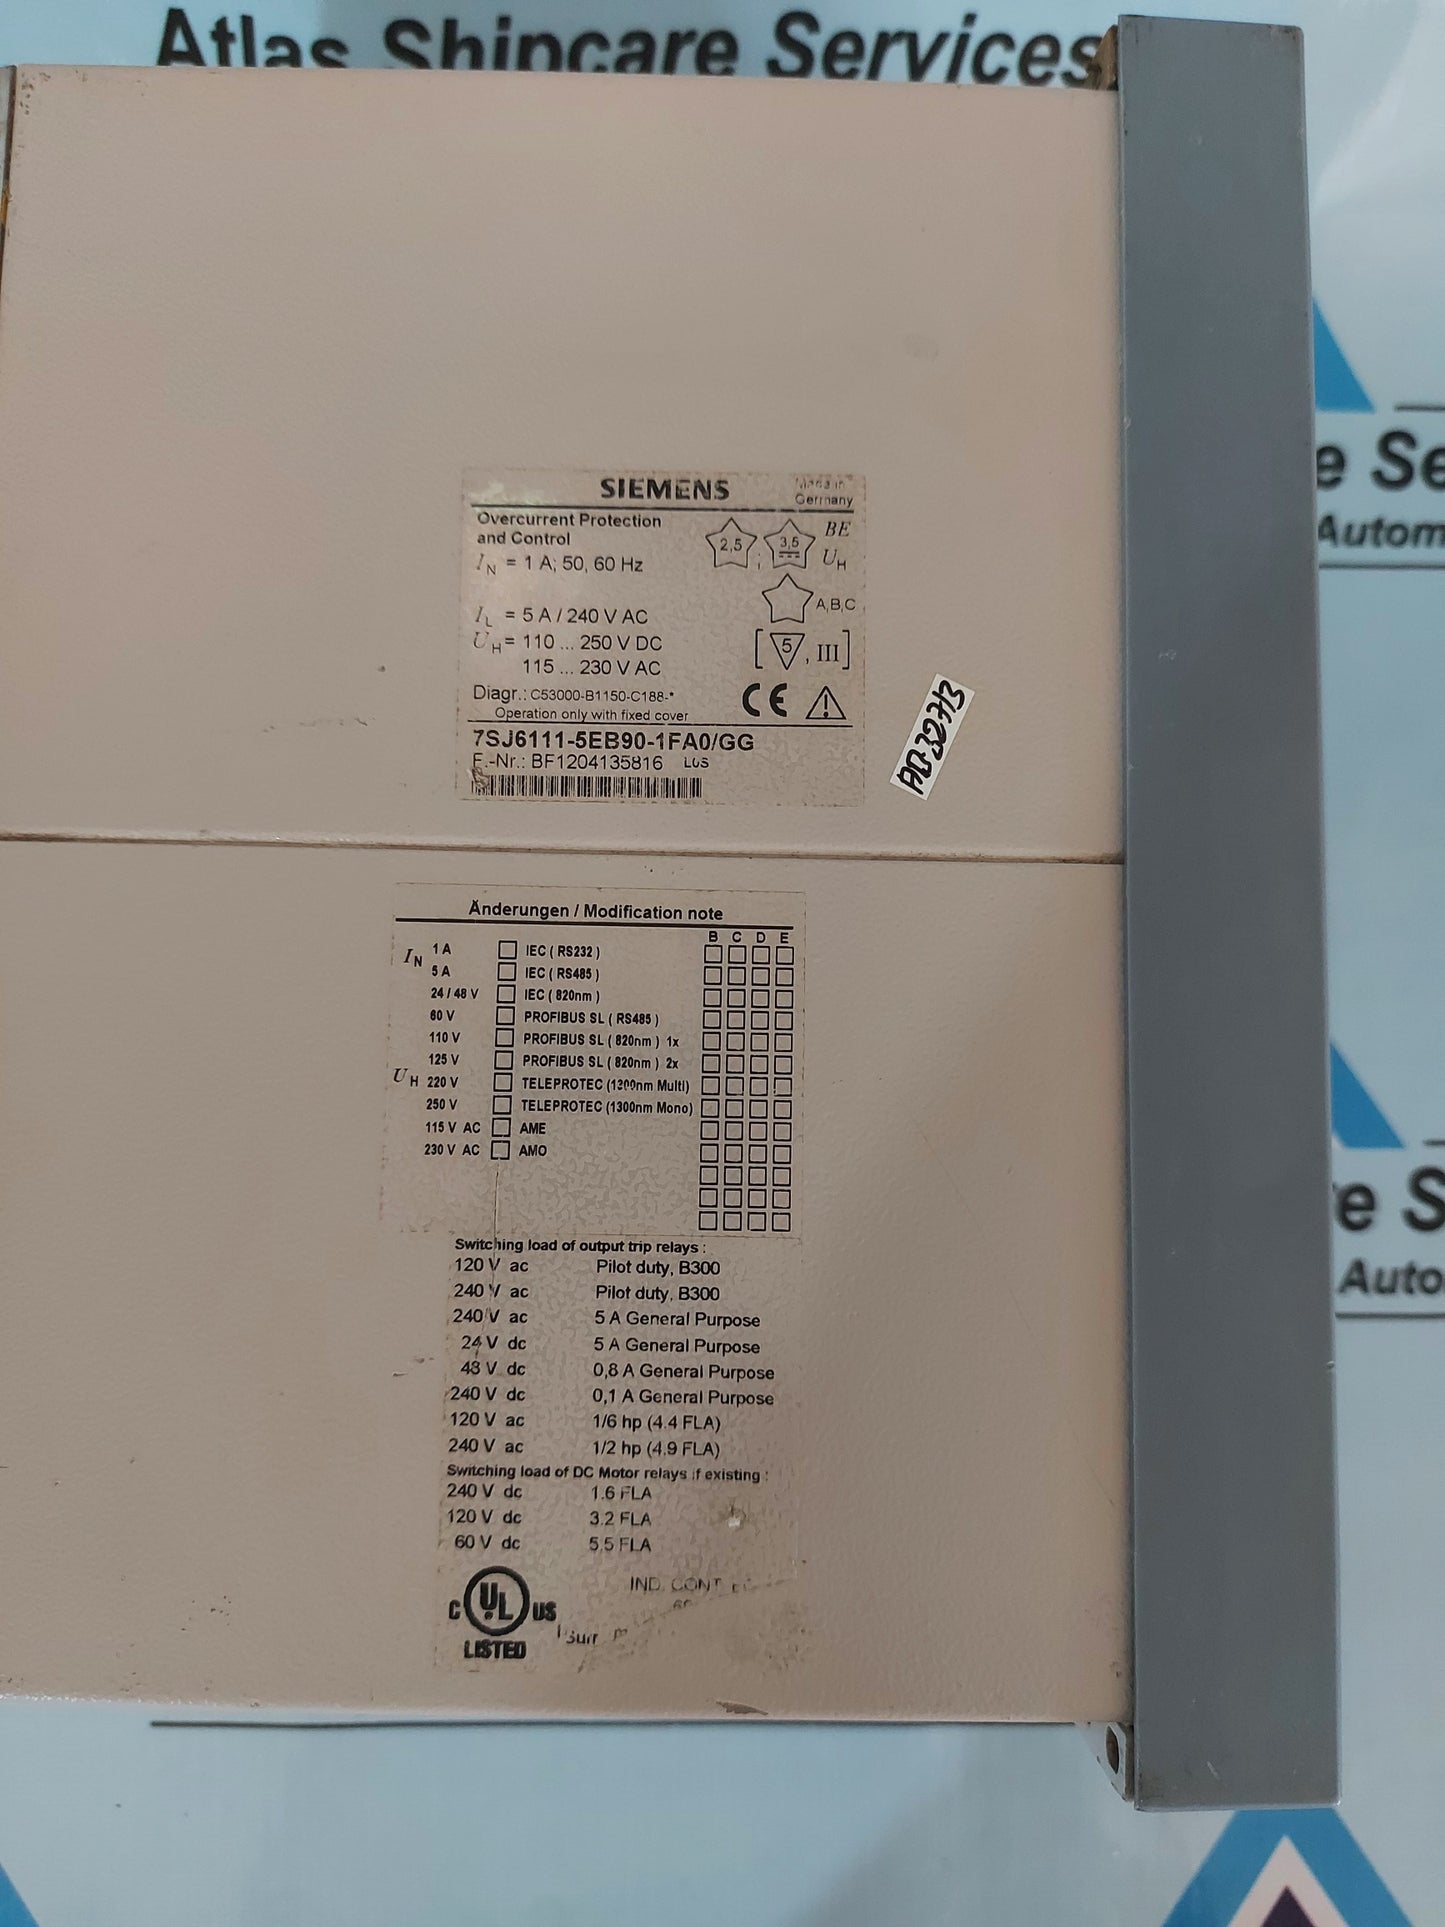 Atlas Shipcare Services
SIEMENS
Made in
Germany
Overcurrent Protection
and Control
IN = 1 A; 50, 60 Hz
2,5 ; 3,5 BE
UH
A,B,C
IL = 5 A / 240 V AC
UH = 110 ... 250 V DC
115 ... 230 V AC
[ 5 , III ]
Diagr.: C53000-B1150-C188-*
Operation only with fixed cover
CE
7SJ6111-5EB90-1FA0/GG
F.-Nr.: BF1204135816 LGS
e Se
Autom
Änderungen / Modification note
B C D E
IN 1 A IEC ( RS232 )
5 A IEC ( RS485 )
24 / 48 V IEC ( 820nm )
60 V PROFIBUS SL ( RS485 )
110 V PROFIBUS SL ( 820nm ) 1x
125 V PROFIBUS SL ( 820nm ) 2x
UH 220 V TELEPROTEC (1300nm Multi)
250 V TELEPROTEC (1300nm Mono)
115 V AC AME
230 V AC AMO
e S
Auto
Switching load of output trip relays :
120 V ac Pilot duty, B300
240 V ac Pilot duty, B300
240 V ac 5 A General Purpose
24 V dc 5 A General Purpose
48 V dc 0,8 A General Purpose
240 V dc 0,1 A General Purpose
120 V ac 1/6 hp (4.4 FLA)
240 V ac 1/2 hp (4.9 FLA)
Switching load of DC Motor relays if existing :
240 V dc 1.6 FLA
120 V dc 3.2 FLA
60 V dc 5.5 FLA
IND. CONT
C UL US
LISTED
Surr